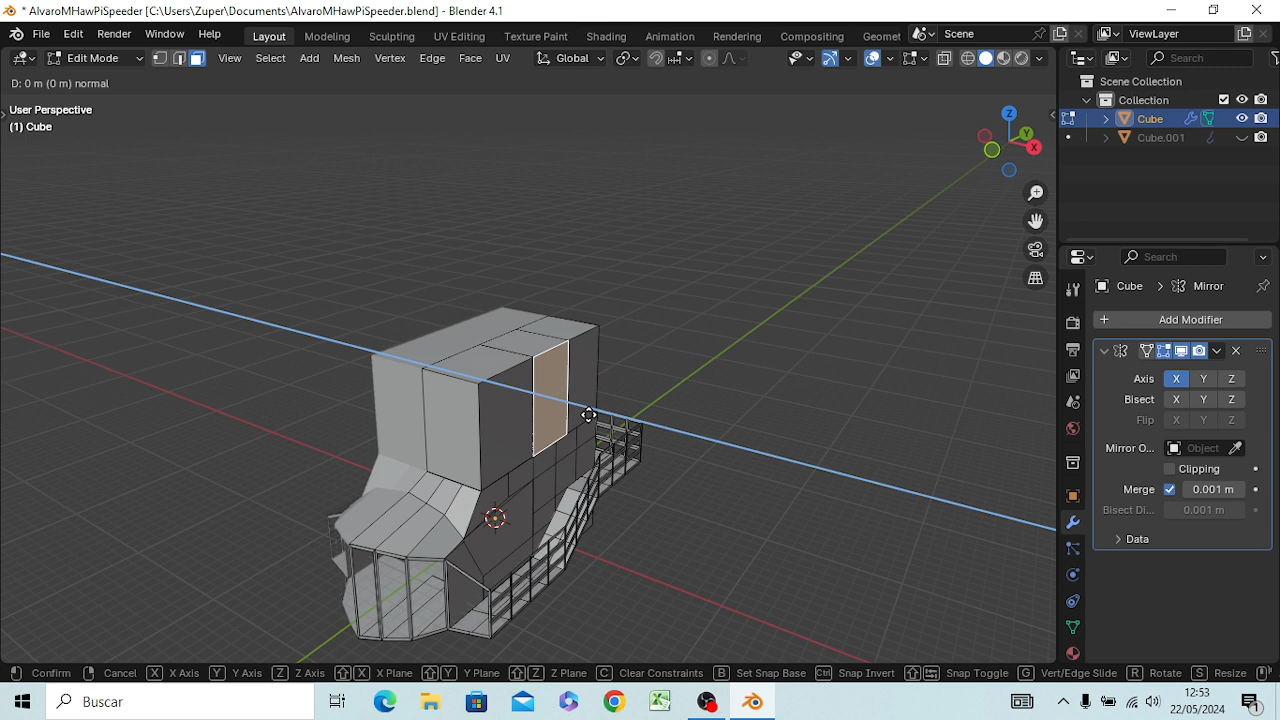 * AlvaroMHawPiSpeeder [C:\Users\Zuper\Documents\AlvaroMHawPiSpeeder.blend] - Blender 4.1
File Edit Render Window Help Layout Modeling Sculpting UV Editing Texture Paint Shading Animation Rendering Compositing Geomet Scene ViewLayer
Edit Mode View Select Add Mesh Vertex Edge Face UV Global Search
D: 0 m (0 m) normal
Scene Collection
User Perspective
Collection
(1) Cube
Cube
Cube.001
Z
Y
X
Search
Cube > Mirror
+ Add Modifier
Axis X Y Z
Bisect X Y Z
Flip X Y Z
Mirror O... Object
Clipping
Merge 0.001 m
Bisect Di... 0.001 m
> Data
Confirm Cancel X X Axis Y Y Axis Z Z Axis X X Plane Y Y Plane Z Z Plane C Clear Constraints B Set Snap Base Ctrl Snap Invert Snap Toggle G Vert/Edge Slide R Rotate S Resize
Buscar
12:53
22/05/2024
1